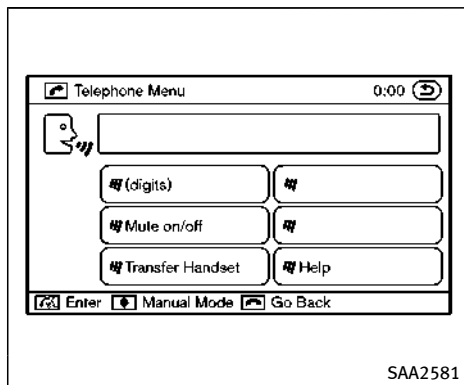 Telephone Menu 0:00
(digits)
Mute on/off
Transfer Handset Help
Enter Manual Mode Go Back
SAA2581